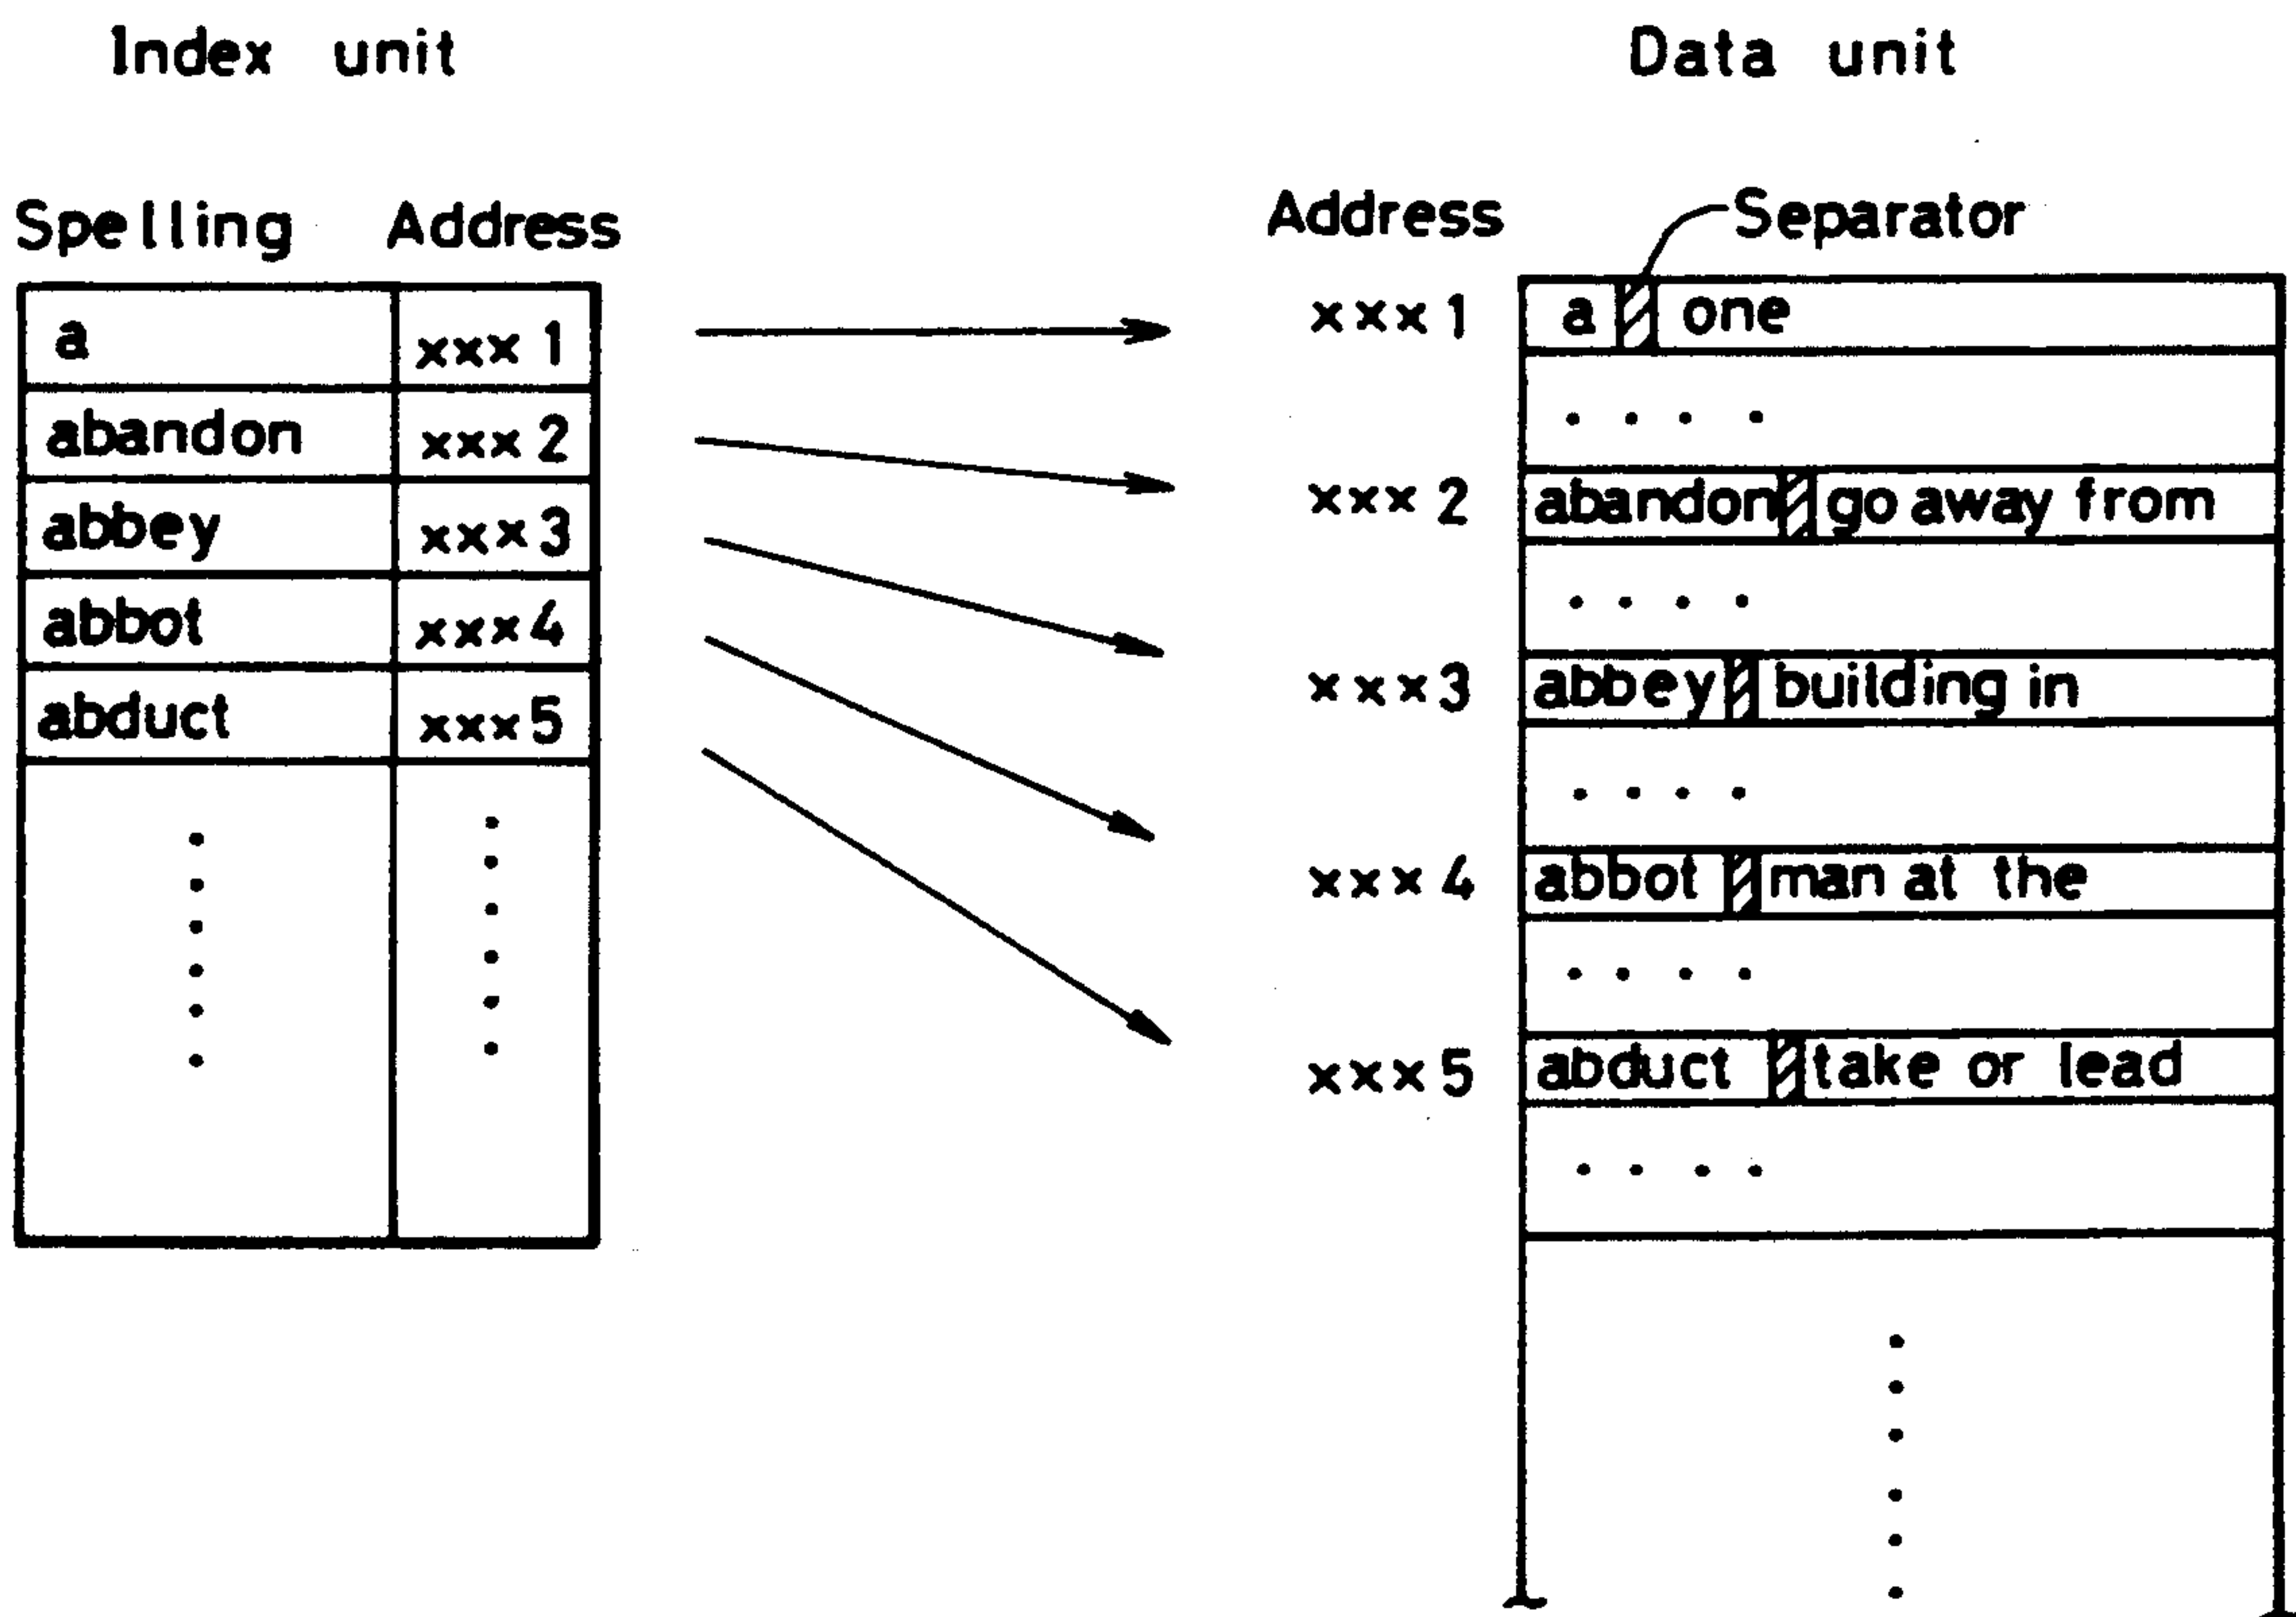 Index unit
Spelling Address
a xxx 1
abandon xxx 2
abbey xxx 3
abbot xxx 4
abduct xxx 5
Data unit
Address Separator
xxx 1 a one
. . . .
xxx 2 abandon go away from
. . . .
xxx 3 abbey building in
. . . .
xxx 4 abbot man at the
. . . .
xxx 5 abduct take or lead
. . . .